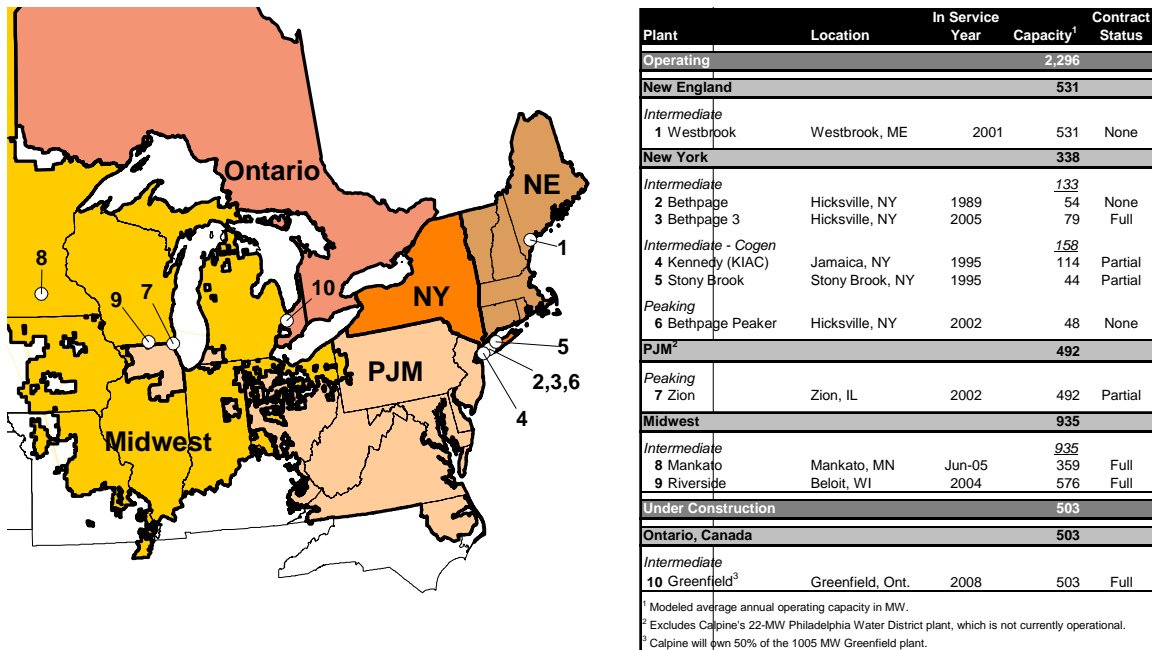 Ontario
NE
1
8
10
9
7
NY
5
PJM
2,3,6
4
Midwest
In Service Contract
Plant Location Year Capacity1 Status
Operating 2,296
New England 531
Intermediate
1 Westbrook Westbrook, ME 2001 531 None
New York 338
Intermediate 133
2 Bethpage Hicksville, NY 1989 54 None
3 Bethpage 3 Hicksville, NY 2005 79 Full
Intermediate - Cogen 158
4 Kennedy (KIAC) Jamaica, NY 1995 114 Partial
5 Stony Brook Stony Brook, NY 1995 44 Partial
Peaking
6 Bethpage Peaker Hicksville, NY 2002 48 None
PJM2 492
Peaking
7 Zion Zion, IL 2002 492 Partial
Midwest 935
Intermediate 935
8 Mankato Mankato, MN Jun-05 359 Full
9 Riverside Beloit, WI 2004 576 Full
Under Construction 503
Ontario, Canada 503
Intermediate
10 Greenfield3 Greenfield, Ont. 2008 503 Full
1 Modeled average annual operating capacity in MW.
2 Excludes Calpine's 22-MW Philadelphia Water District plant, which is not currently operational.
3 Calpine will own 50% of the 1005 MW Greenfield plant.